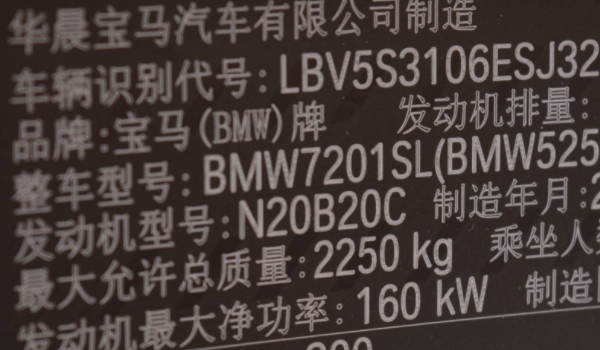 华晨宝马汽车有限公司制造
车辆识别代号:LBV5S3106ESJ32
品牌:宝马(BMW)牌 发动机排量:
整车型号:BMW7201SL(BMW525
发动机型号:N20B20C 制造年月:2
最大允许总质量:2250 kg 乘坐人
发动机最大净功率:160 kW 制造